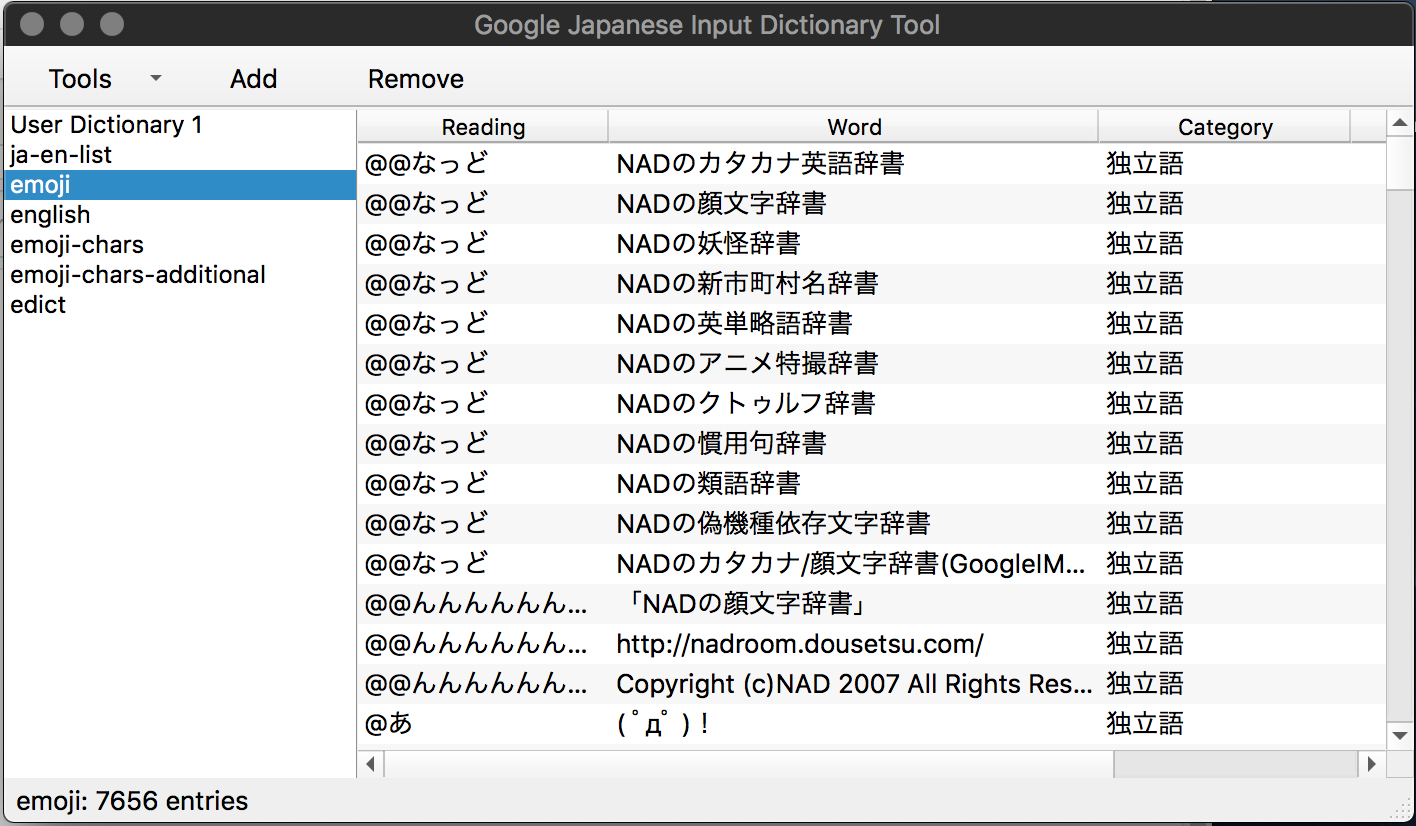 Google Japanese Input Dictionary Tool
Tools Add Remove
User Dictionary 1
ja-en-list
emoji
english
emoji-chars
emoji-chars-additional
edict
Reading Word Category
@@なっど NADのカタカナ英語辞書 独立語
@@なっど NADの顔文字辞書 独立語
@@なっど NADの妖怪辞書 独立語
@@なっど NADの新市町村名辞書 独立語
@@なっど NADの英単略語辞書 独立語
@@なっど NADのアニメ特撮辞書 独立語
@@なっど NADのクトゥルフ辞書 独立語
@@なっど NADの慣用句辞書 独立語
@@なっど NADの類語辞書 独立語
@@なっど NADの偽機種依存文字辞書 独立語
@@なっど NADのカタカナ/顔文字辞書(GoogleIM... 独立語
@@んんんんんん... 「NADの顔文字辞書」 独立語
@@んんんんんん... http://nadroom.dousetsu.com/ 独立語
@@んんんんんん... Copyright (c)NAD 2007 All Rights Res... 独立語
@あ ( ﾟдﾟ )！ 独立語
emoji: 7656 entries